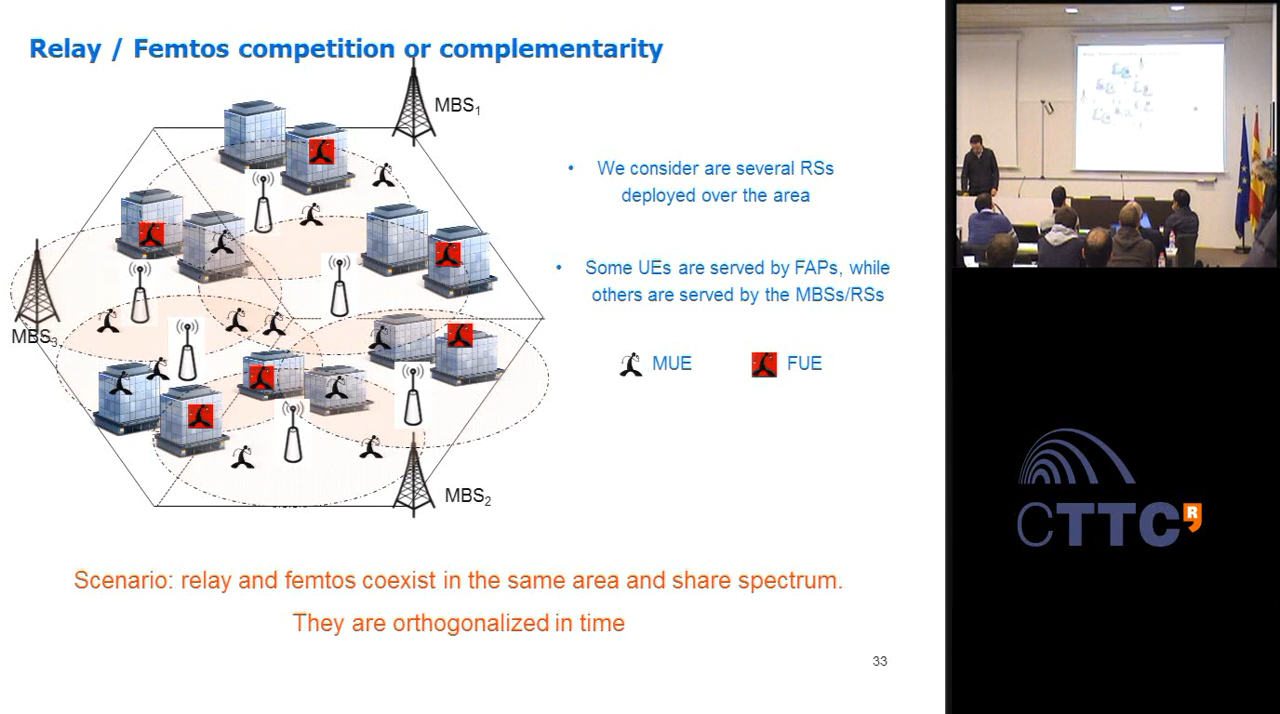 Relay / Femtos competition or complementarity
MBS1
• We consider are several RSs
deployed over the area
• Some UEs are served by FAPs, while
others are served by the MBSs/RSs
MBS3
MUE
FUE
MBS2
CTTC R
Scenario: relay and femtos coexist in the same area and share spectrum.
They are orthogonalized in time
33